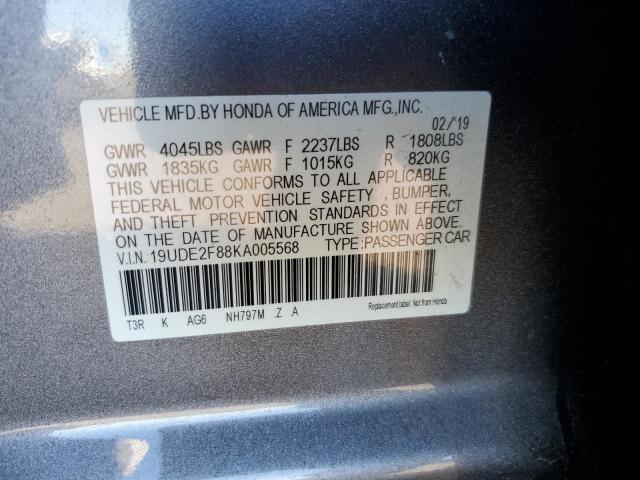 VEHICLE MFD.BY HONDA OF AMERICA MFG.,INC.
02/'19
GVWR 4045LBS GAWR F 2237LBS R 1808LBS
GVWR 1835KG GAWR F 1015KG R 820KG
THIS VEHICLE CONFORMS TO ALL APPLICABLE
FEDERAL MOTOR VEHICLE SAFETY ,BUMPER,
AND THEFT PREVENTION STANDARDS IN EFFECT
ON THE DATE OF MANUFACTURE SHOWN ABOVE.
V.I.N.19UDE2F88KA005568 TYPE:PASSENGER CAR
Replacement label: Not from Honda
T3R K AG6 NH797M .Z .A